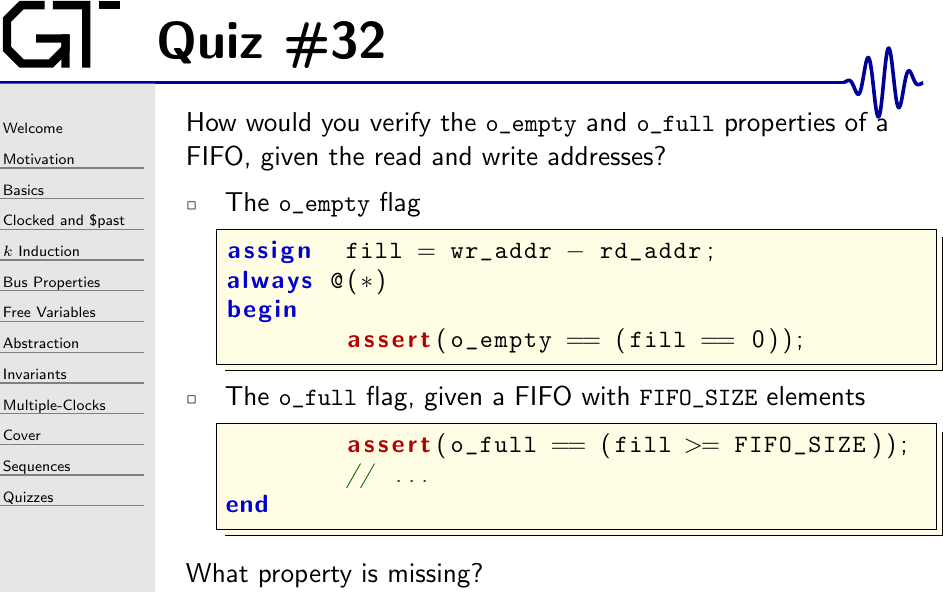 GT
Quiz #32
Welcome
Motivation
Basics
Clocked and $past
k Induction
Bus Properties
Free Variables
Abstraction
Invariants
Multiple-Clocks
Cover
Sequences
Quizzes
How would you verify the o_empty and o_full properties of a
FIFO, given the read and write addresses?
▫ The o_empty flag
assign fill = wr_addr - rd_addr;
always @(*)
begin
assert(o_empty == (fill == 0));
▫ The o_full flag, given a FIFO with FIFO_SIZE elements
assert(o_full == (fill >= FIFO_SIZE));
// ...
end
What property is missing?